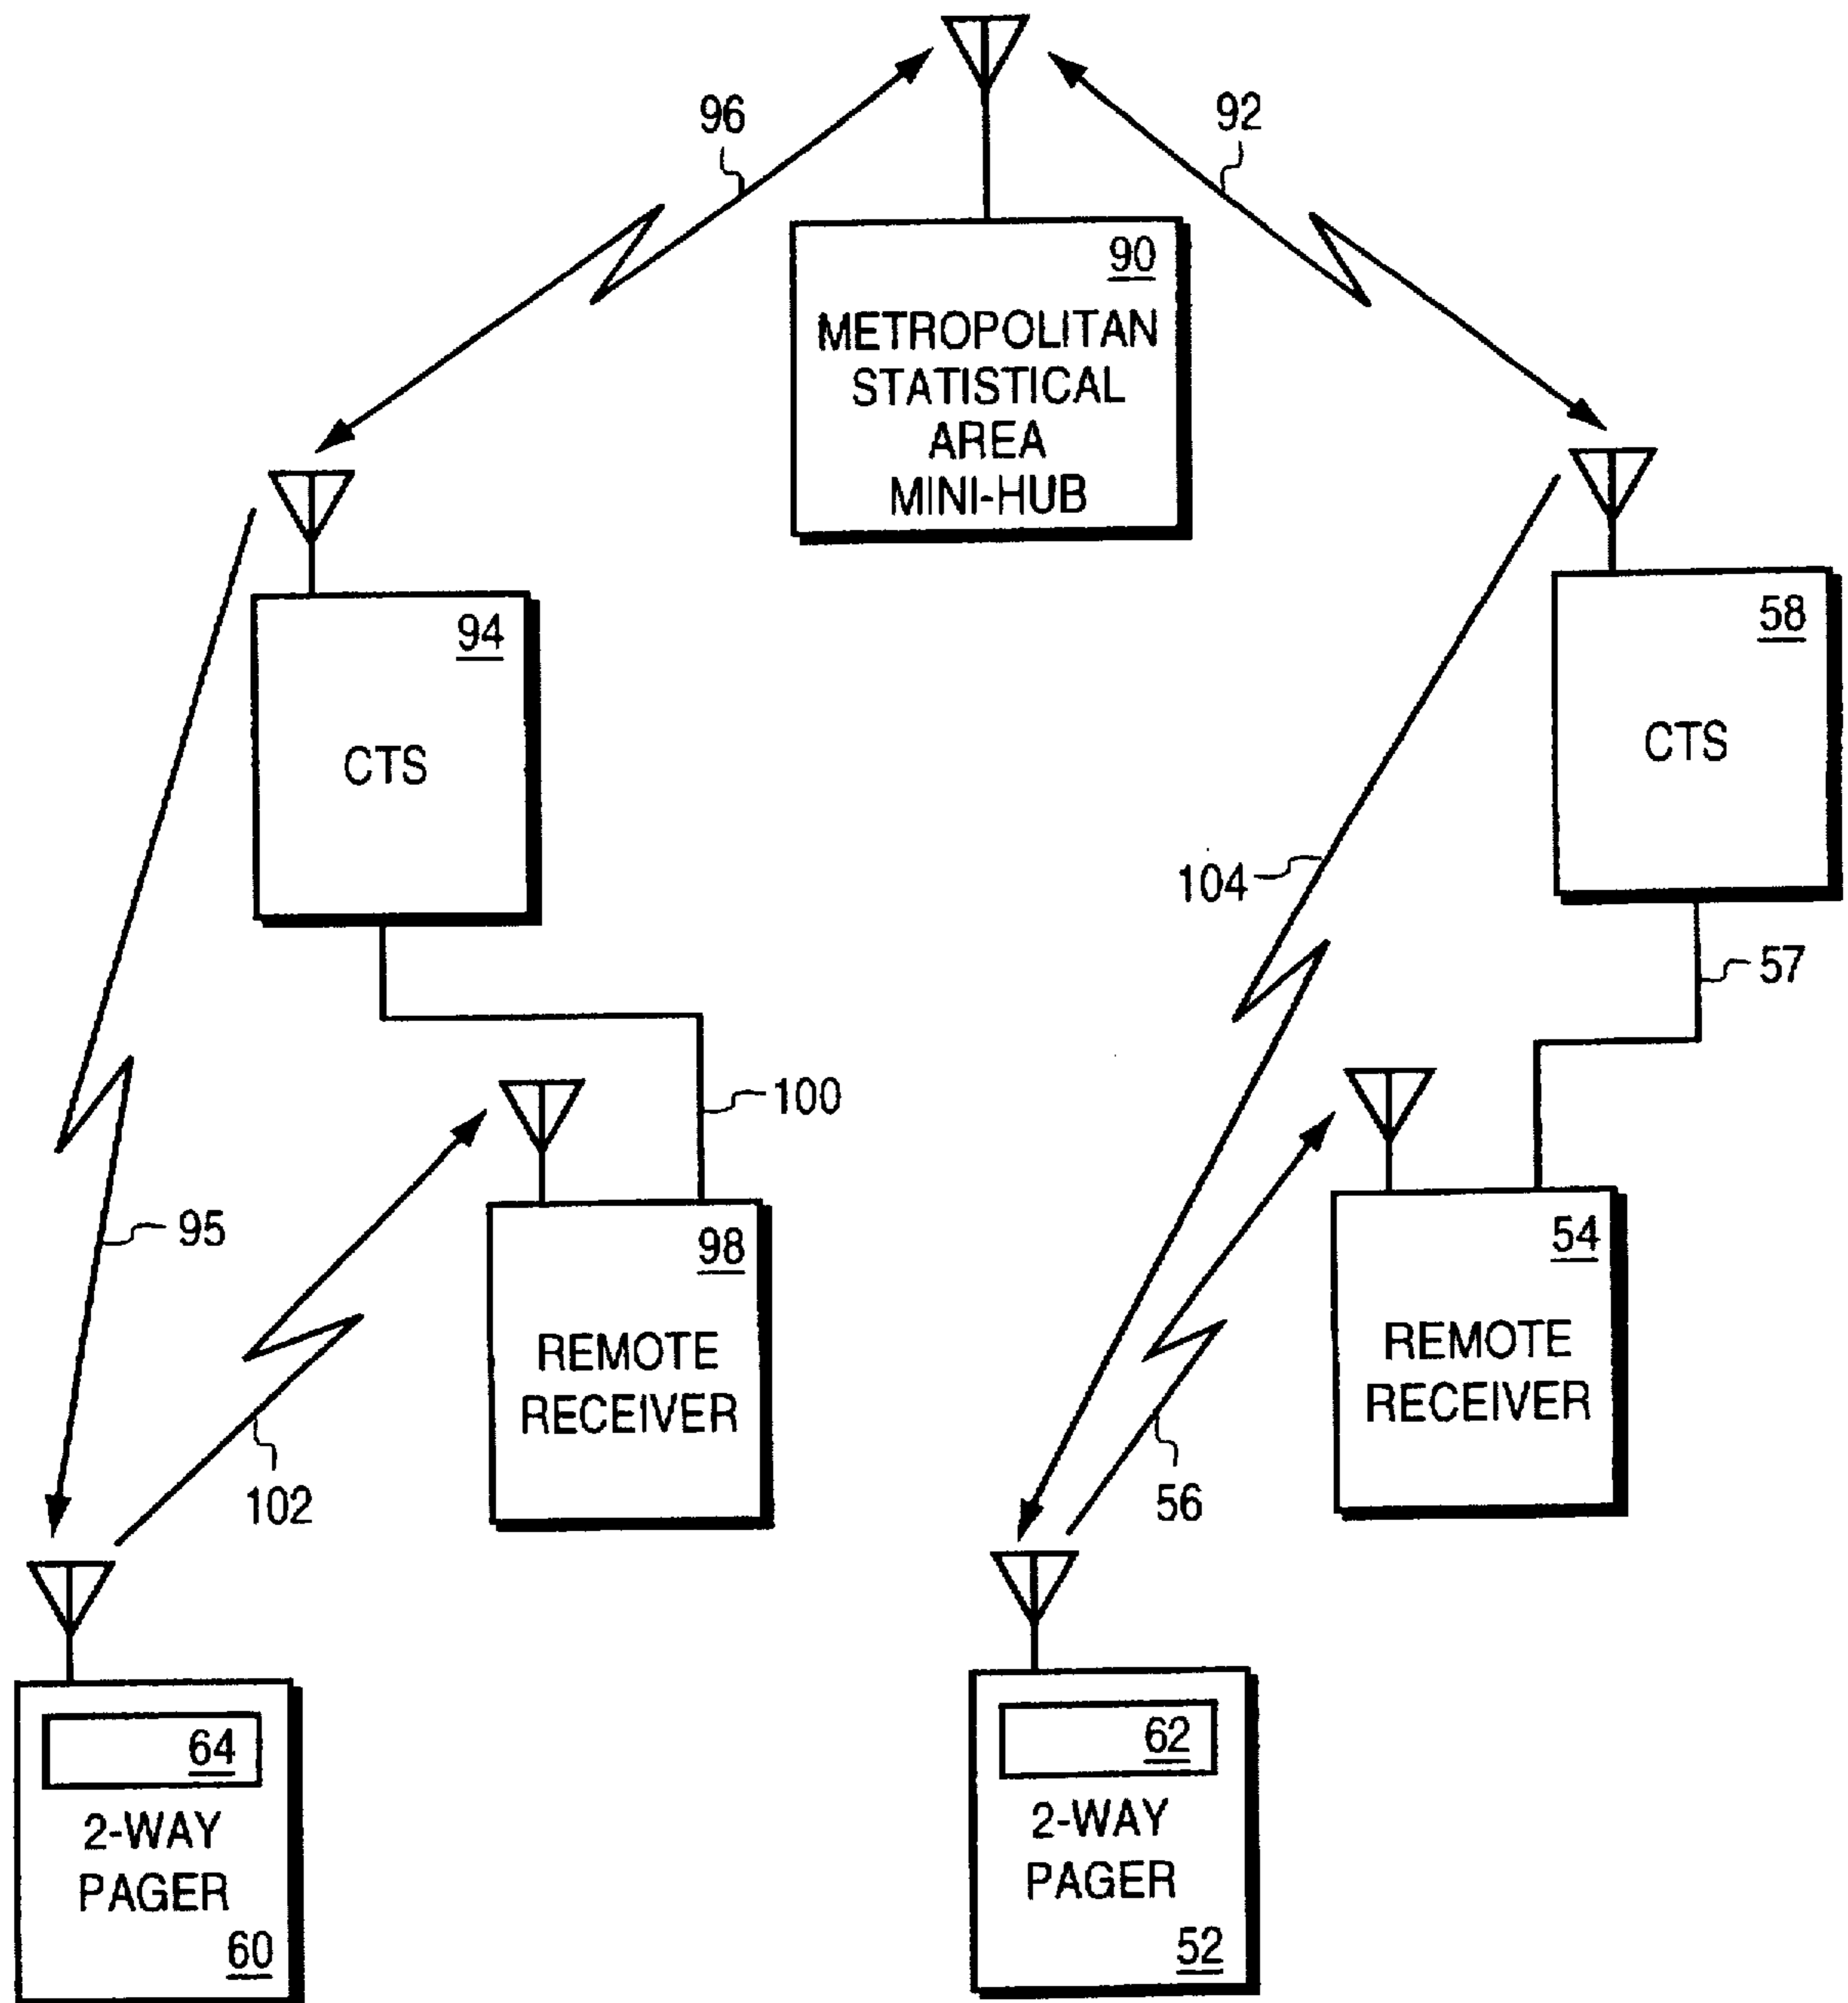 96
92
90
METROPOLITAN
STATISTICAL
AREA
MINI-HUB
94
CTS
58
CTS
104
57
100
95
98
REMOTE
RECEIVER
54
REMOTE
RECEIVER
102
56
64
2-WAY
PAGER
60
62
2-WAY
PAGER
52